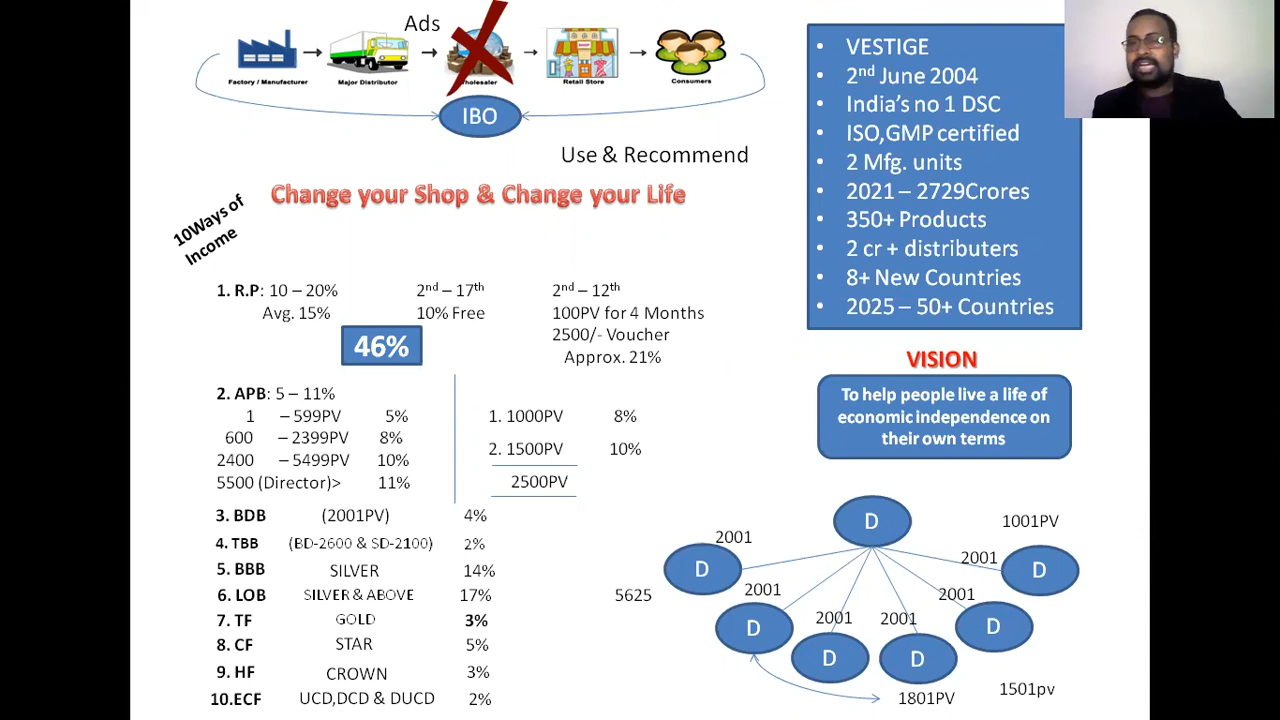 Ads
Factory / Manufacturer
Major Distributor
holesaler
Retail Store
Consumers
IBO
Use & Recommend
Change your Shop & Change your Life
10Ways of
Income
1. R.P: 10 – 20%
Avg. 15%
2nd – 17th
10% Free
2nd – 12th
100PV for 4 Months
2500/- Voucher
Approx. 21%
46%
2. APB: 5 – 11%
1 – 599PV 5%
600 – 2399PV 8%
2400 – 5499PV 10%
5500 (Director)> 11%
1. 1000PV 8%
2. 1500PV 10%
2500PV
3. BDB (2001PV) 4%
4. TBB (BD-2600 & SD-2100) 2%
5. BBB SILVER 14%
6. LOB SILVER & ABOVE 17% 5625
7. TF GOLD 3%
8. CF STAR 5%
9. HF CROWN 3%
10.ECF UCD,DCD & DUCD 2%
• VESTIGE
• 2nd June 2004
• India's no 1 DSC
• ISO,GMP certified
• 2 Mfg. units
• 2021 – 2729Crores
• 350+ Products
• 2 cr + distributers
• 8+ New Countries
• 2025 – 50+ Countries
VISION
To help people live a life of
economic independence on
their own terms
D
1001PV
2001
2001
D
D
2001
2001
D
2001
2001
D
D
D
1801PV
1501pv